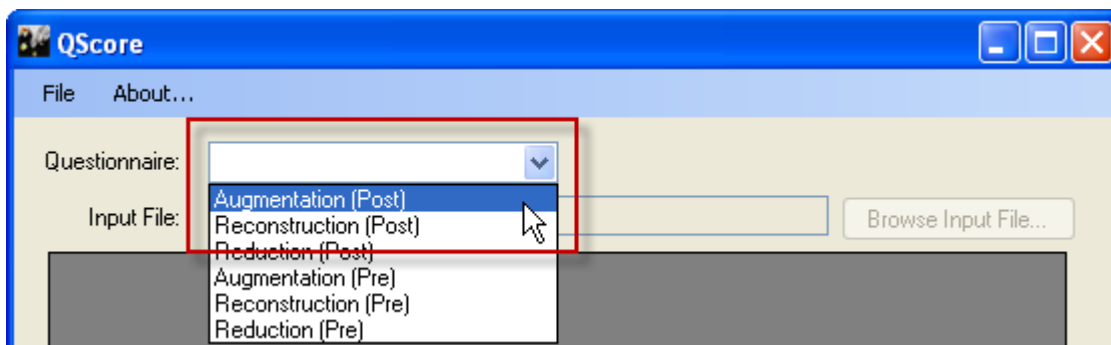 QScore
File About...
Questionnaire:
Augmentation (Post)
Input File:
Reconstruction (Post)
Browse Input File...
Reduction (Post)
Augmentation (Pre)
Reconstruction (Pre)
Reduction (Pre)